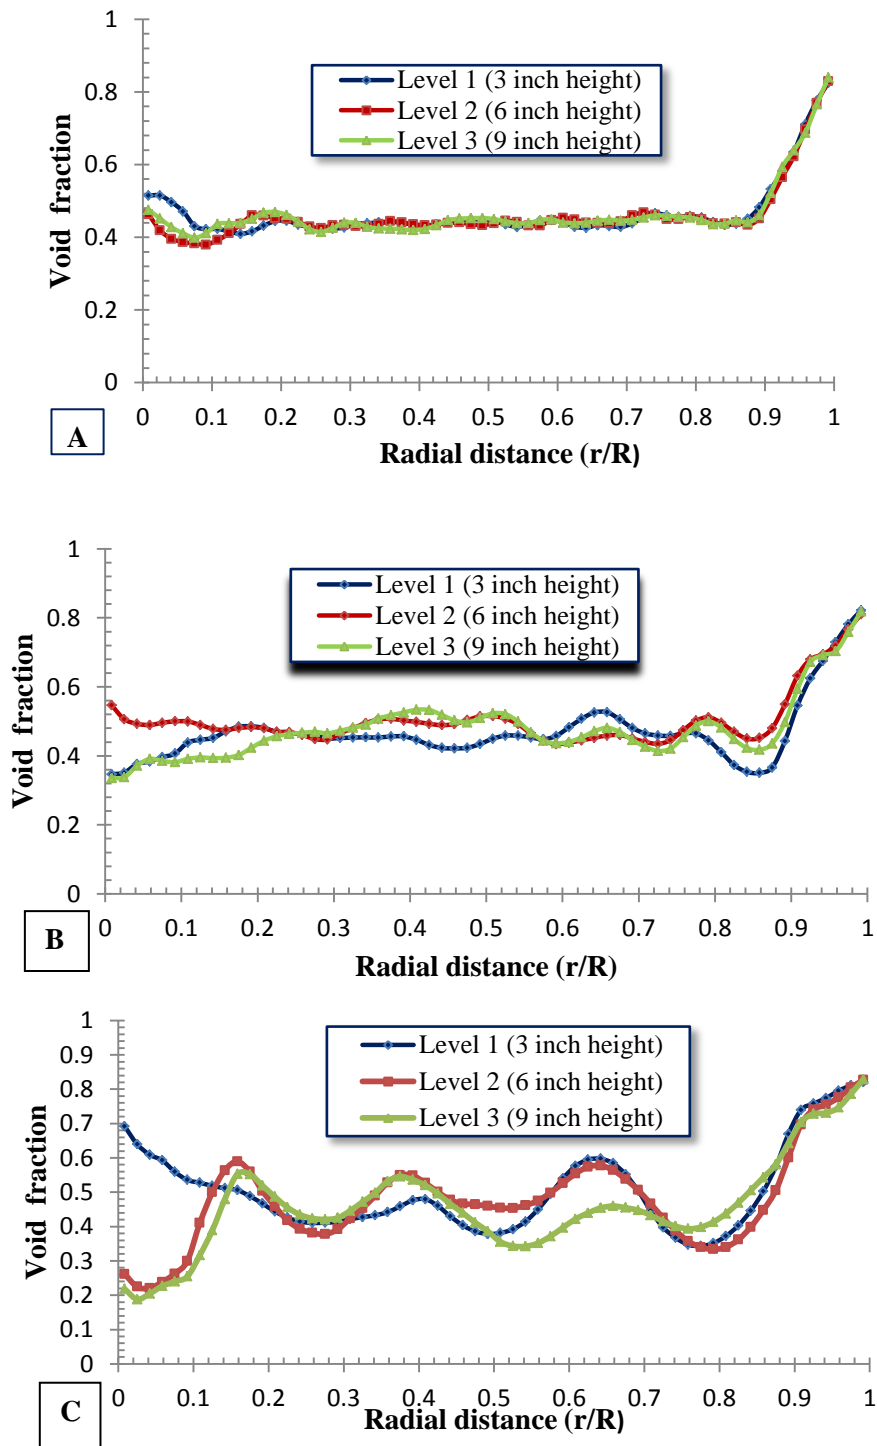 1
0.8
0.6
0.4
0.2
0
Void fraction
Level 1 (3 inch height)
Level 2 (6 inch height)
Level 3 (9 inch height)
0 0.1 0.2 0.3 0.4 0.5 0.6 0.7 0.8 0.9 1
Radial distance (r/R)
A
1
0.8
0.6
0.4
0.2
0
Void fraction
Level 1 (3 inch height)
Level 2 (6 inch height)
Level 3 (9 inch height)
0 0.1 0.2 0.3 0.4 0.5 0.6 0.7 0.8 0.9 1
Radial distance (r/R)
B
1
0.9
0.8
0.7
0.6
0.5
0.4
0.3
0.2
0.1
0
Void fraction
Level 1 (3 inch height)
Level 2 (6 inch height)
Level 3 (9 inch height)
0 0.1 0.2 0.3 0.4 0.5 0.6 0.7 0.8 0.9 1
Radial distance (r/R)
C